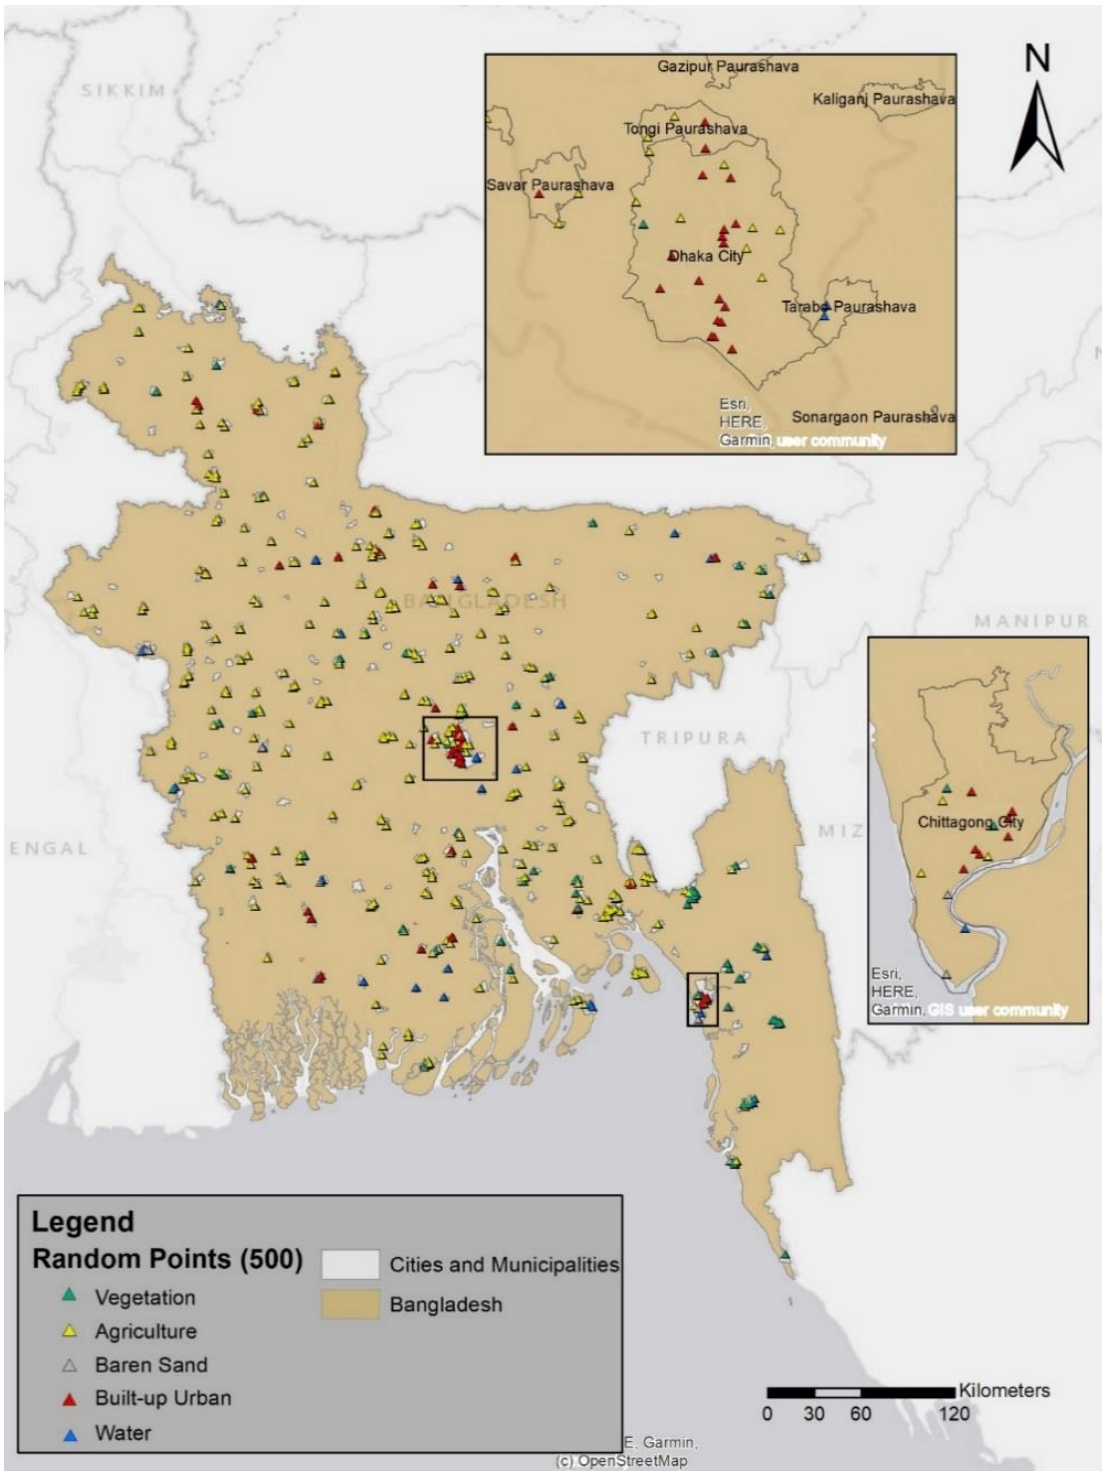 SIKKIM
N
Gazipur Paurashava
Kaliganj Paurashava
Tongi Paurashava
Savar Paurashava
Dhaka City
Tarabo Paurashava
Sonargaon Paurashava
Esri,
HERE,
Garmin, user community
BANGLADESH
MANIPUR
TRIPURA
MIZ
ENGAL
Chittagong City
Esri,
HERE,
Garmin, GIS user community
Legend
Random Points (500)
Vegetation
Agriculture
Baren Sand
Built-up Urban
Water
Cities and Municipalities
Bangladesh
Kilometers
0 30 60 120
E, Garmin,
(c) OpenStreetMap